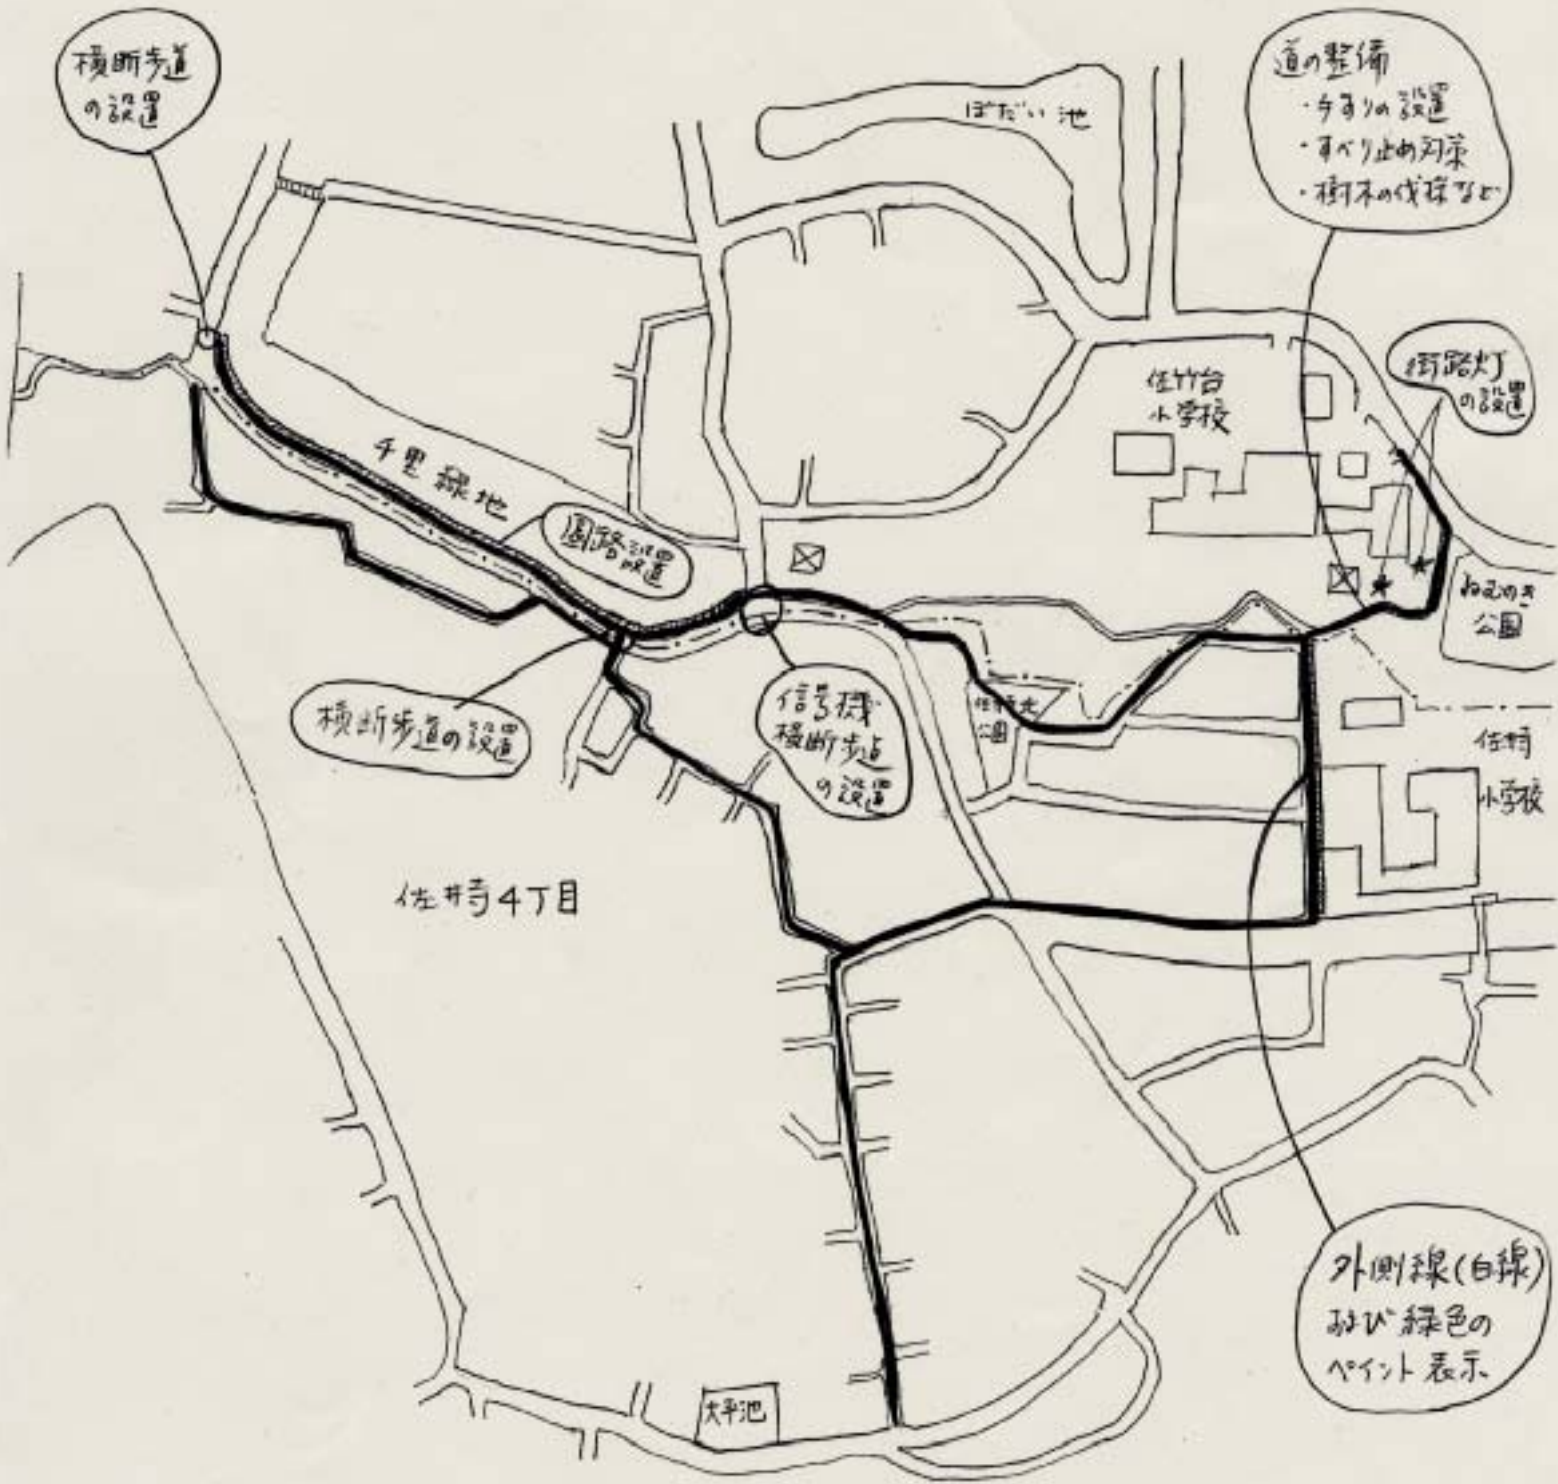 横断歩道
の設置
道の整備
・手すりの設置
・すべり止め対策
・樹木の伐採など
ぼだい池
街路灯
の設置
佐竹台
小学校
千里緑地
園路設置
ねむのき
公園
横断歩道の設置
信号機
横断歩道
の設置
公園
佐井寺4丁目
小学校
外側線(白線)
および緑色の
ペイント表示
太平池